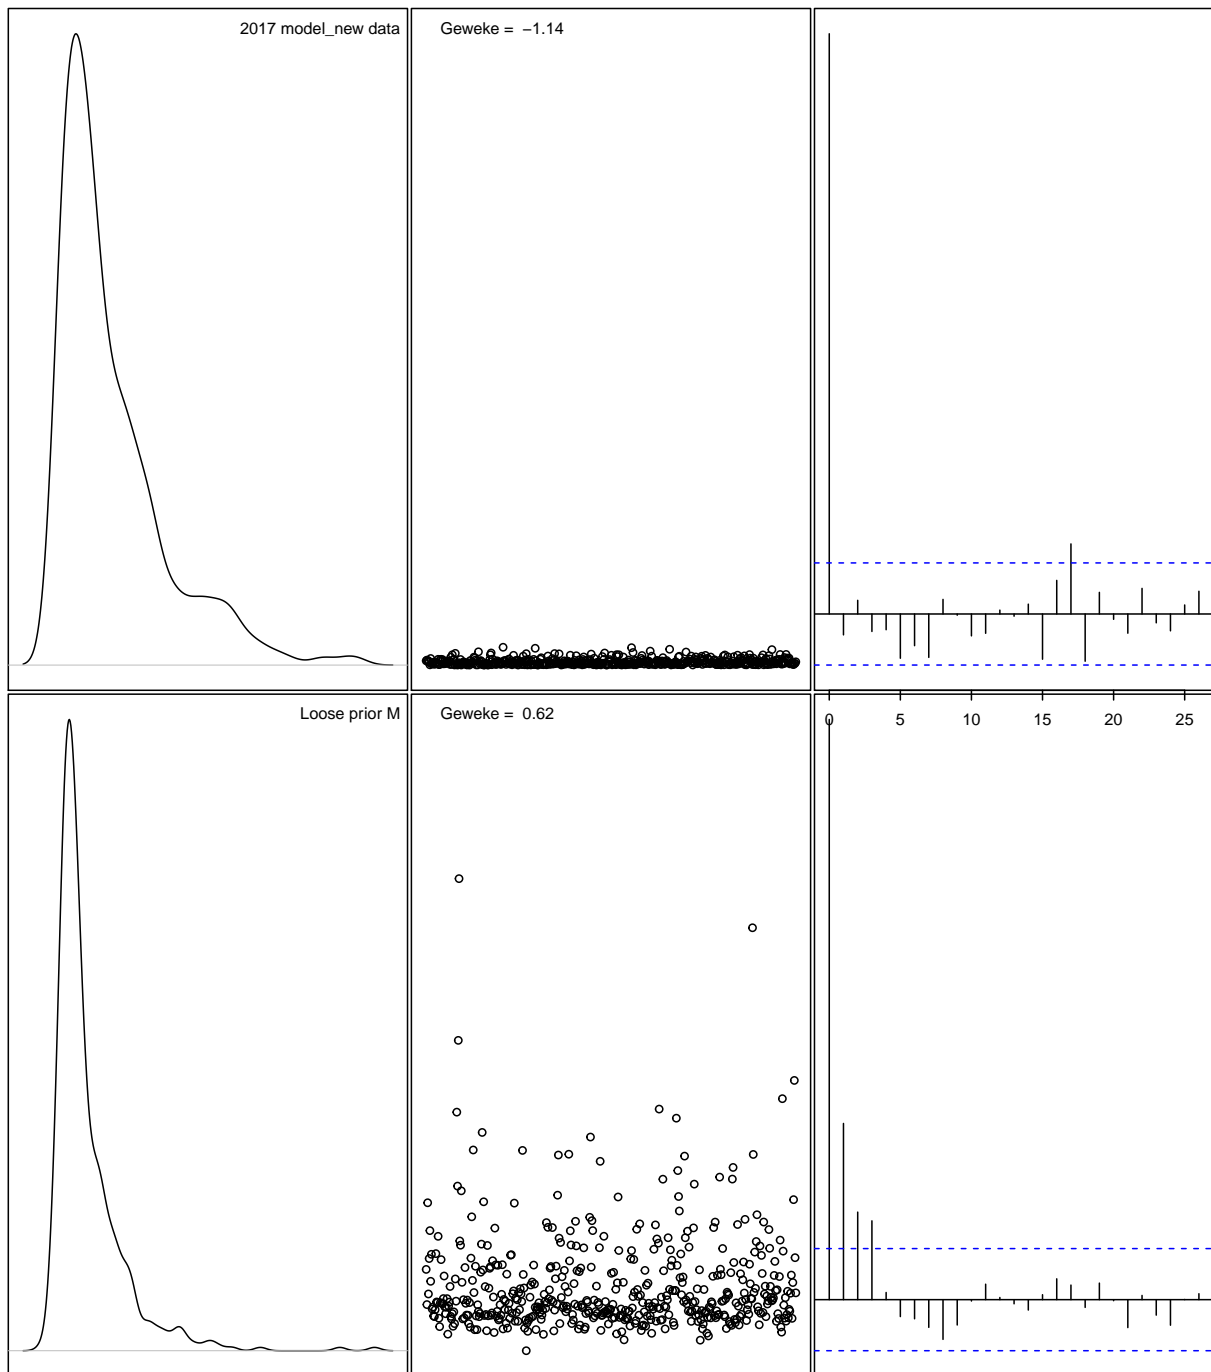 2017 model_new data
Geweke = −1.14
0 5 10 15 20 25
Loose prior M
Geweke = 0.62